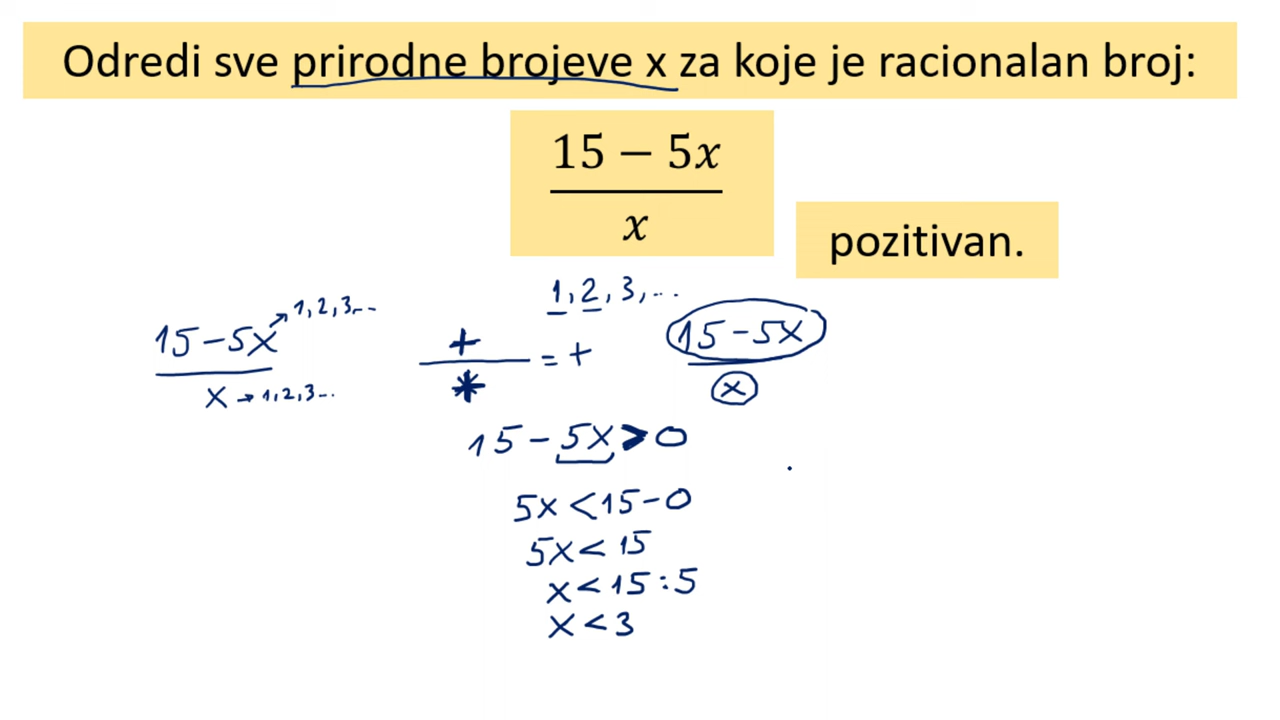 Odredi sve prirodne brojeve x za koje je racionalan broj:
15 − 5x
x
pozitivan.
1, 2, 3, ...
15 − 5x → 1, 2, 3, ...
x → 1, 2, 3 ...
+
* = +
15 − 5x
x
15 − 5x > 0
5x < 15 − 0
5x < 15
x < 15 : 5
x < 3